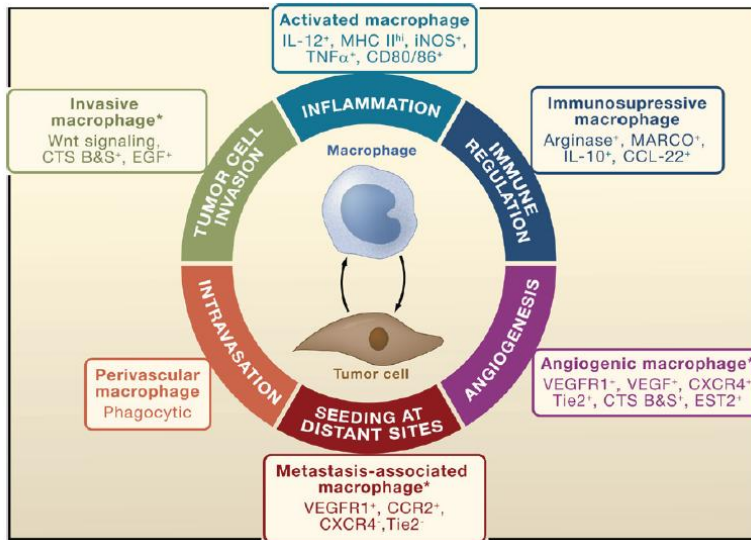 Activated macrophage
IL-12⁺, MHC IIʰⁱ, iNOS⁺,
TNFα⁺, CD80/86⁺
Invasive
macrophage*
Wnt signaling,
CTS B&S⁺, EGF⁺
INFLAMMATION
Immunosupressive
macrophage
Arginase⁺, MARCO⁺,
IL-10⁺, CCL-22⁺
TUMOR CELL
INVASION
Macrophage
IMMUNE
REGULATION
INTRAVASATION
ANGIOGENESIS
Perivascular
macrophage
Phagocytic
Tumor cell
Angiogenic macrophage*
VEGFR1⁺, VEGF⁺, CXCR4⁺
Tie2⁺, CTS B&S⁺, EST2⁺
SEEDING AT
DISTANT SITES
Metastasis-associated
macrophage*
VEGFR1⁺, CCR2⁺,
CXCR4⁻,Tie2⁻